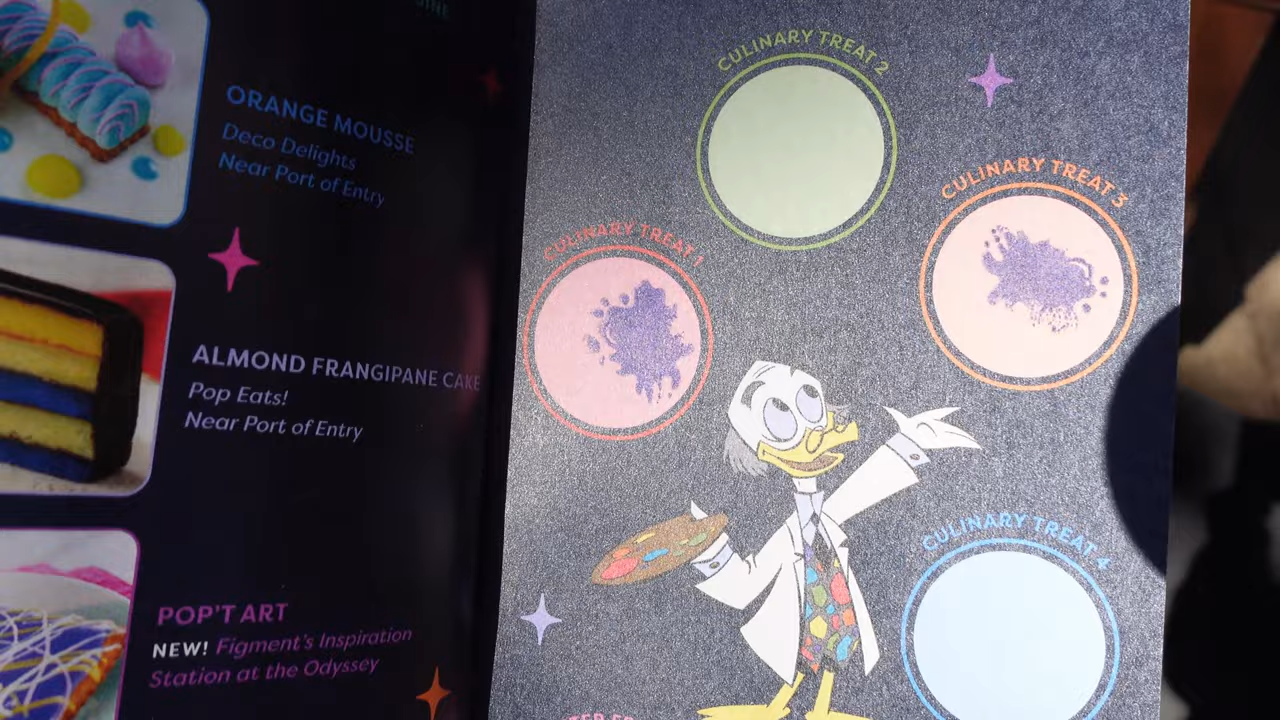 ORANGE MOUSSE
Deco Delights
Near Port of Entry
ALMOND FRANGIPANE CAKE
Pop Eats!
Near Port of Entry
POP'T ART
NEW! Figment's Inspiration
Station at the Odyssey
CULINARY TREAT 2
CULINARY TREAT 3
CULINARY TREAT 1
CULINARY TREAT 4